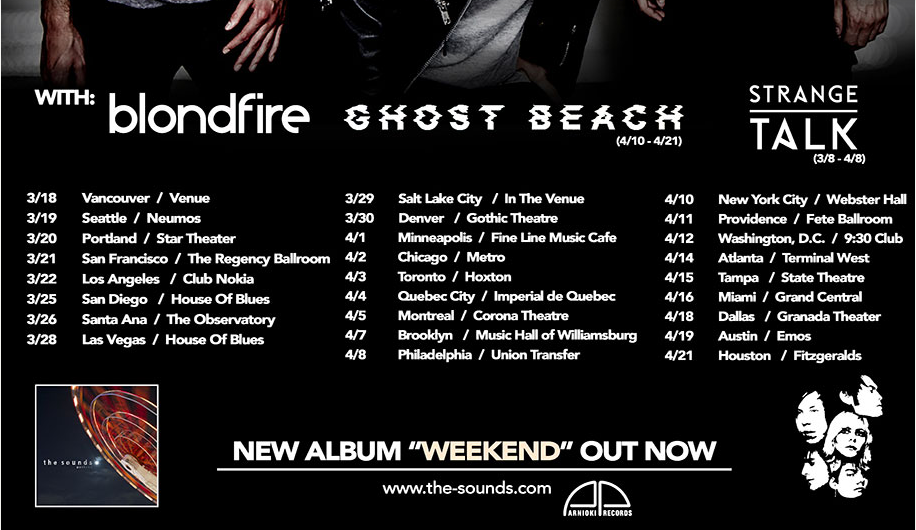 WITH:
blondfire
GHOST BEACH
(4/10 - 4/21)
STRANGE
TALK
(3/8 - 4/8)
3/18 Vancouver / Venue
3/19 Seattle / Neumos
3/20 Portland / Star Theater
3/21 San Francisco / The Regency Ballroom
3/22 Los Angeles / Club Nokia
3/25 San Diego / House Of Blues
3/26 Santa Ana / The Observatory
3/28 Las Vegas / House Of Blues
3/29 Salt Lake City / In The Venue
3/30 Denver / Gothic Theatre
4/1 Minneapolis / Fine Line Music Cafe
4/2 Chicago / Metro
4/3 Toronto / Hoxton
4/4 Quebec City / Imperial de Quebec
4/5 Montreal / Corona Theatre
4/7 Brooklyn / Music Hall of Williamsburg
4/8 Philadelphia / Union Transfer
4/10 New York City / Webster Hall
4/11 Providence / Fete Ballroom
4/12 Washington, D.C. / 9:30 Club
4/14 Atlanta / Terminal West
4/15 Tampa / State Theatre
4/16 Miami / Grand Central
4/18 Dallas / Granada Theater
4/19 Austin / Emos
4/21 Houston / Fitzgeralds
the sounds
NEW ALBUM "WEEKEND" OUT NOW
www.the-sounds.com
ARNIOKI RECORDS